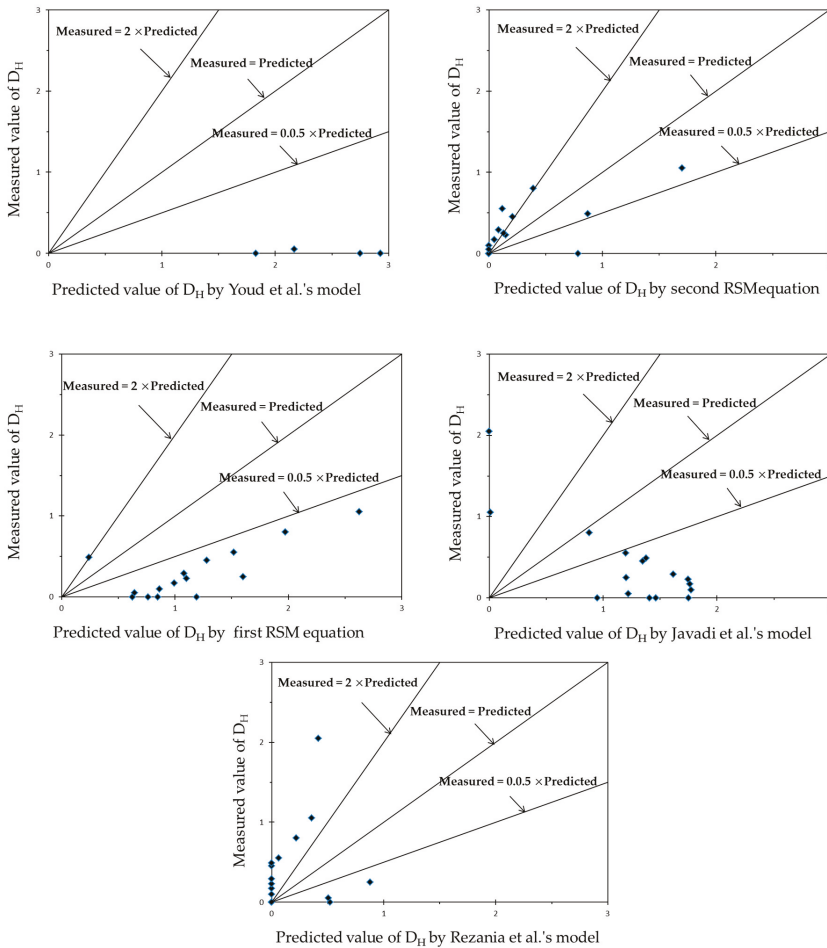 3
2
1
0
0
1
2
3
Measured value of DH
Measured = 2 ×Predicted
Measured = Predicted
Measured = 0.0.5 ×Predicted
Predicted value of DH by Youd et al.'s model
3
2
1
0
0
1
2
Measured value of DH
Measured = 2 ×Predicted
Measured = Predicted
Measured = 0.0.5 ×Predicted
Predicted value of DH by second RSMequation
3
2
1
0
0
1
2
3
Measured value of DH
Measured = 2 ×Predicted
Measured = Predicted
Measured = 0.0.5 ×Predicted
Predicted value of DH by first RSM equation
3
2
1
0
0
1
2
Measured value of DH
Measured = 2 ×Predicted
Measured = Predicted
Measured = 0.0.5 ×Predicted
Predicted value of DH by Javadi et al.'s model
3
2
1
0
0
1
2
3
Measured value of DH
Measured = 2 ×Predicted
Measured = Predicted
Measured = 0.0.5 ×Predicted
Predicted value of DH by Rezania et al.'s model